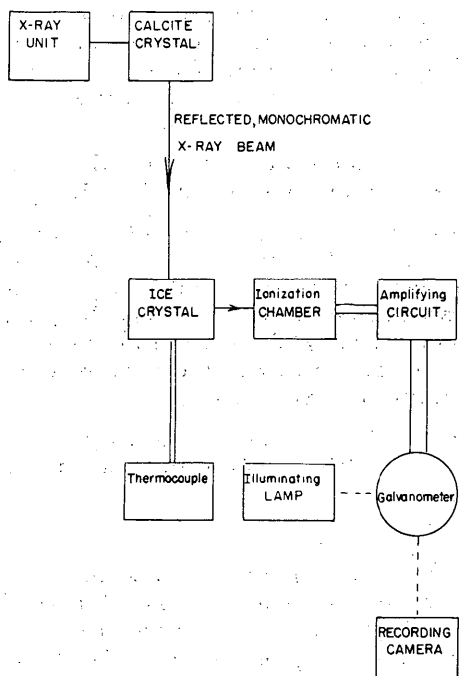 X-RAY
UNIT
CALCITE
CRYSTAL
REFLECTED, MONOCHROMATIC
X-RAY BEAM
ICE
CRYSTAL
Ionization
CHAMBER
Amplifying
CIRCUIT
Thermocouple
Illuminating
LAMP
Galvanometer
RECORDING
CAMERA